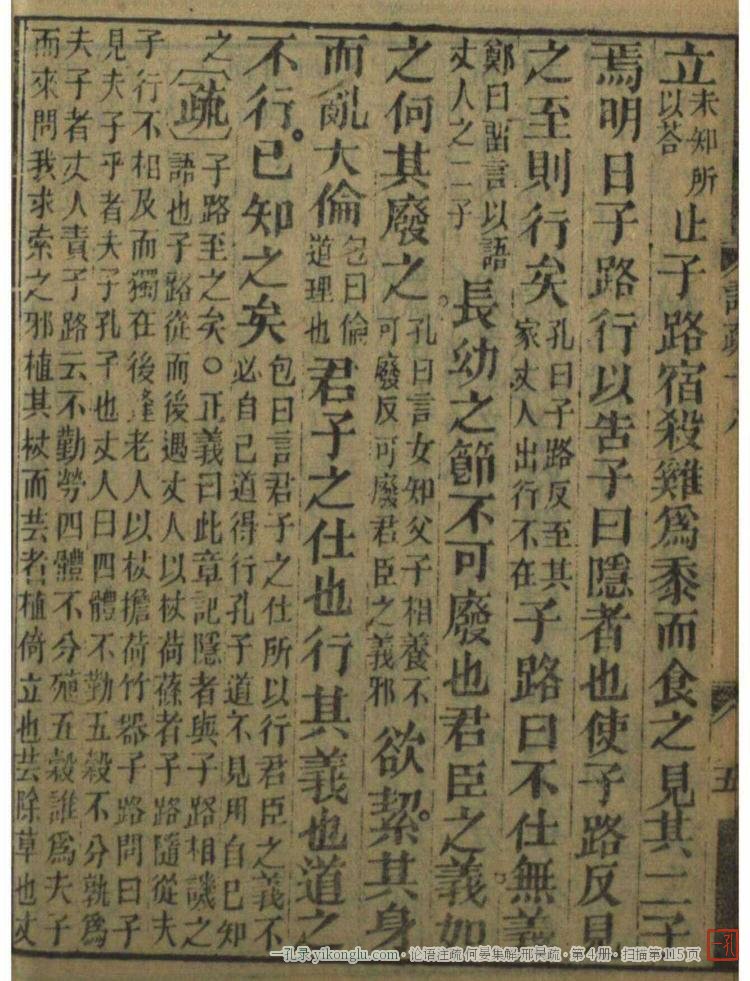 立未知所以荅止子路宿殺雞爲黍而食之見其二子
焉明日子路行以告子曰隱者也使子路反見
之至則行矣孔曰子路反至其家丈人出行不在子路曰不仕無義
鄭曰留言以語丈人之二子長幼之節不可廢也君臣之義如
之何其廢之孔曰言女知父子相養不可廢反可廢君臣之義邪欲絜其身
而亂大倫包曰倫道理也君子之仕也行其義也道之
不行已知之矣包曰言君子之仕所以行君臣之義不必自己道得行孔子道不見用自已知
之疏子路至之矣○正義曰此章記隱者與子路相譏之
語也子路從而後遇丈人以杖荷蓧者子路隨從夫
子行不相及而獨在後逢老人以杖擔荷竹器子路問曰子
見夫子乎者夫子孔子也丈人曰四體不勤五穀不分孰爲
夫子者丈人責子路云不勤勞四體不分殖五穀誰爲夫子
而來問我求索之邪植其杖而芸者植倚立也芸除草也丈
五
一孔录 yikonglu.com · 论语注疏 何晏集解 邢昺疏 · 第 4 册 · 扫描第 115 页
一孔